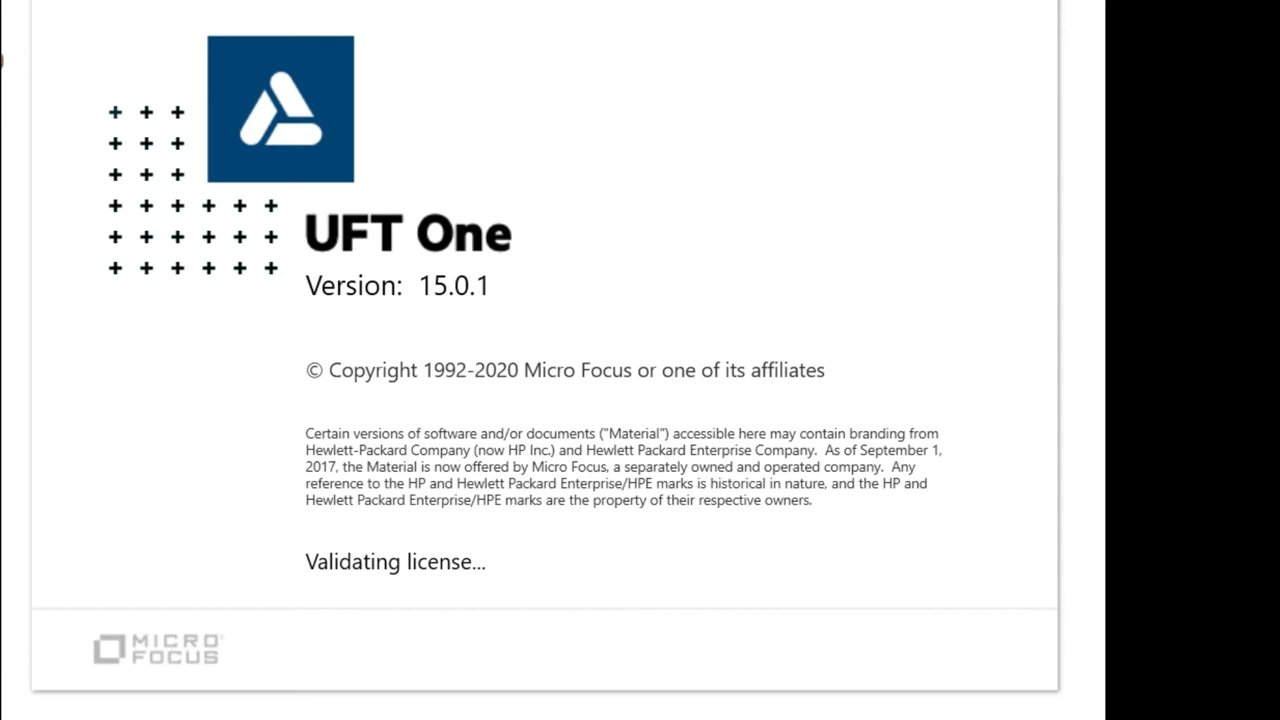 UFT One
Version: 15.0.1
© Copyright 1992-2020 Micro Focus or one of its affiliates
Certain versions of software and/or documents ("Material") accessible here may contain branding from
Hewlett-Packard Company (now HP Inc.) and Hewlett Packard Enterprise Company. As of September 1,
2017, the Material is now offered by Micro Focus, a separately owned and operated company. Any
reference to the HP and Hewlett Packard Enterprise/HPE marks is historical in nature, and the HP and
Hewlett Packard Enterprise/HPE marks are the property of their respective owners.
Validating license...
MICRO
FOCUS